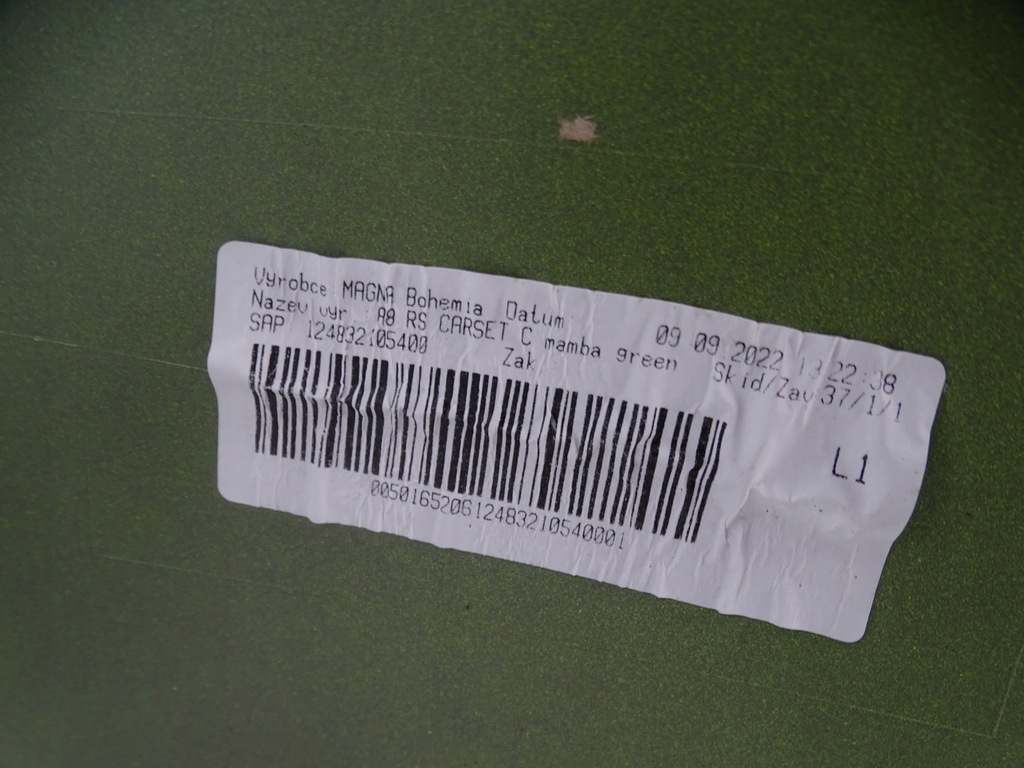 Vyrobce MAGNA Bohemia Datum 09 09 2022 13 22 38
Nazev vyr A8 RS CARSET C mamba green Skid/Zav 37/1/1
SAP 124832105400 Zak
L1
00501652061248321054001